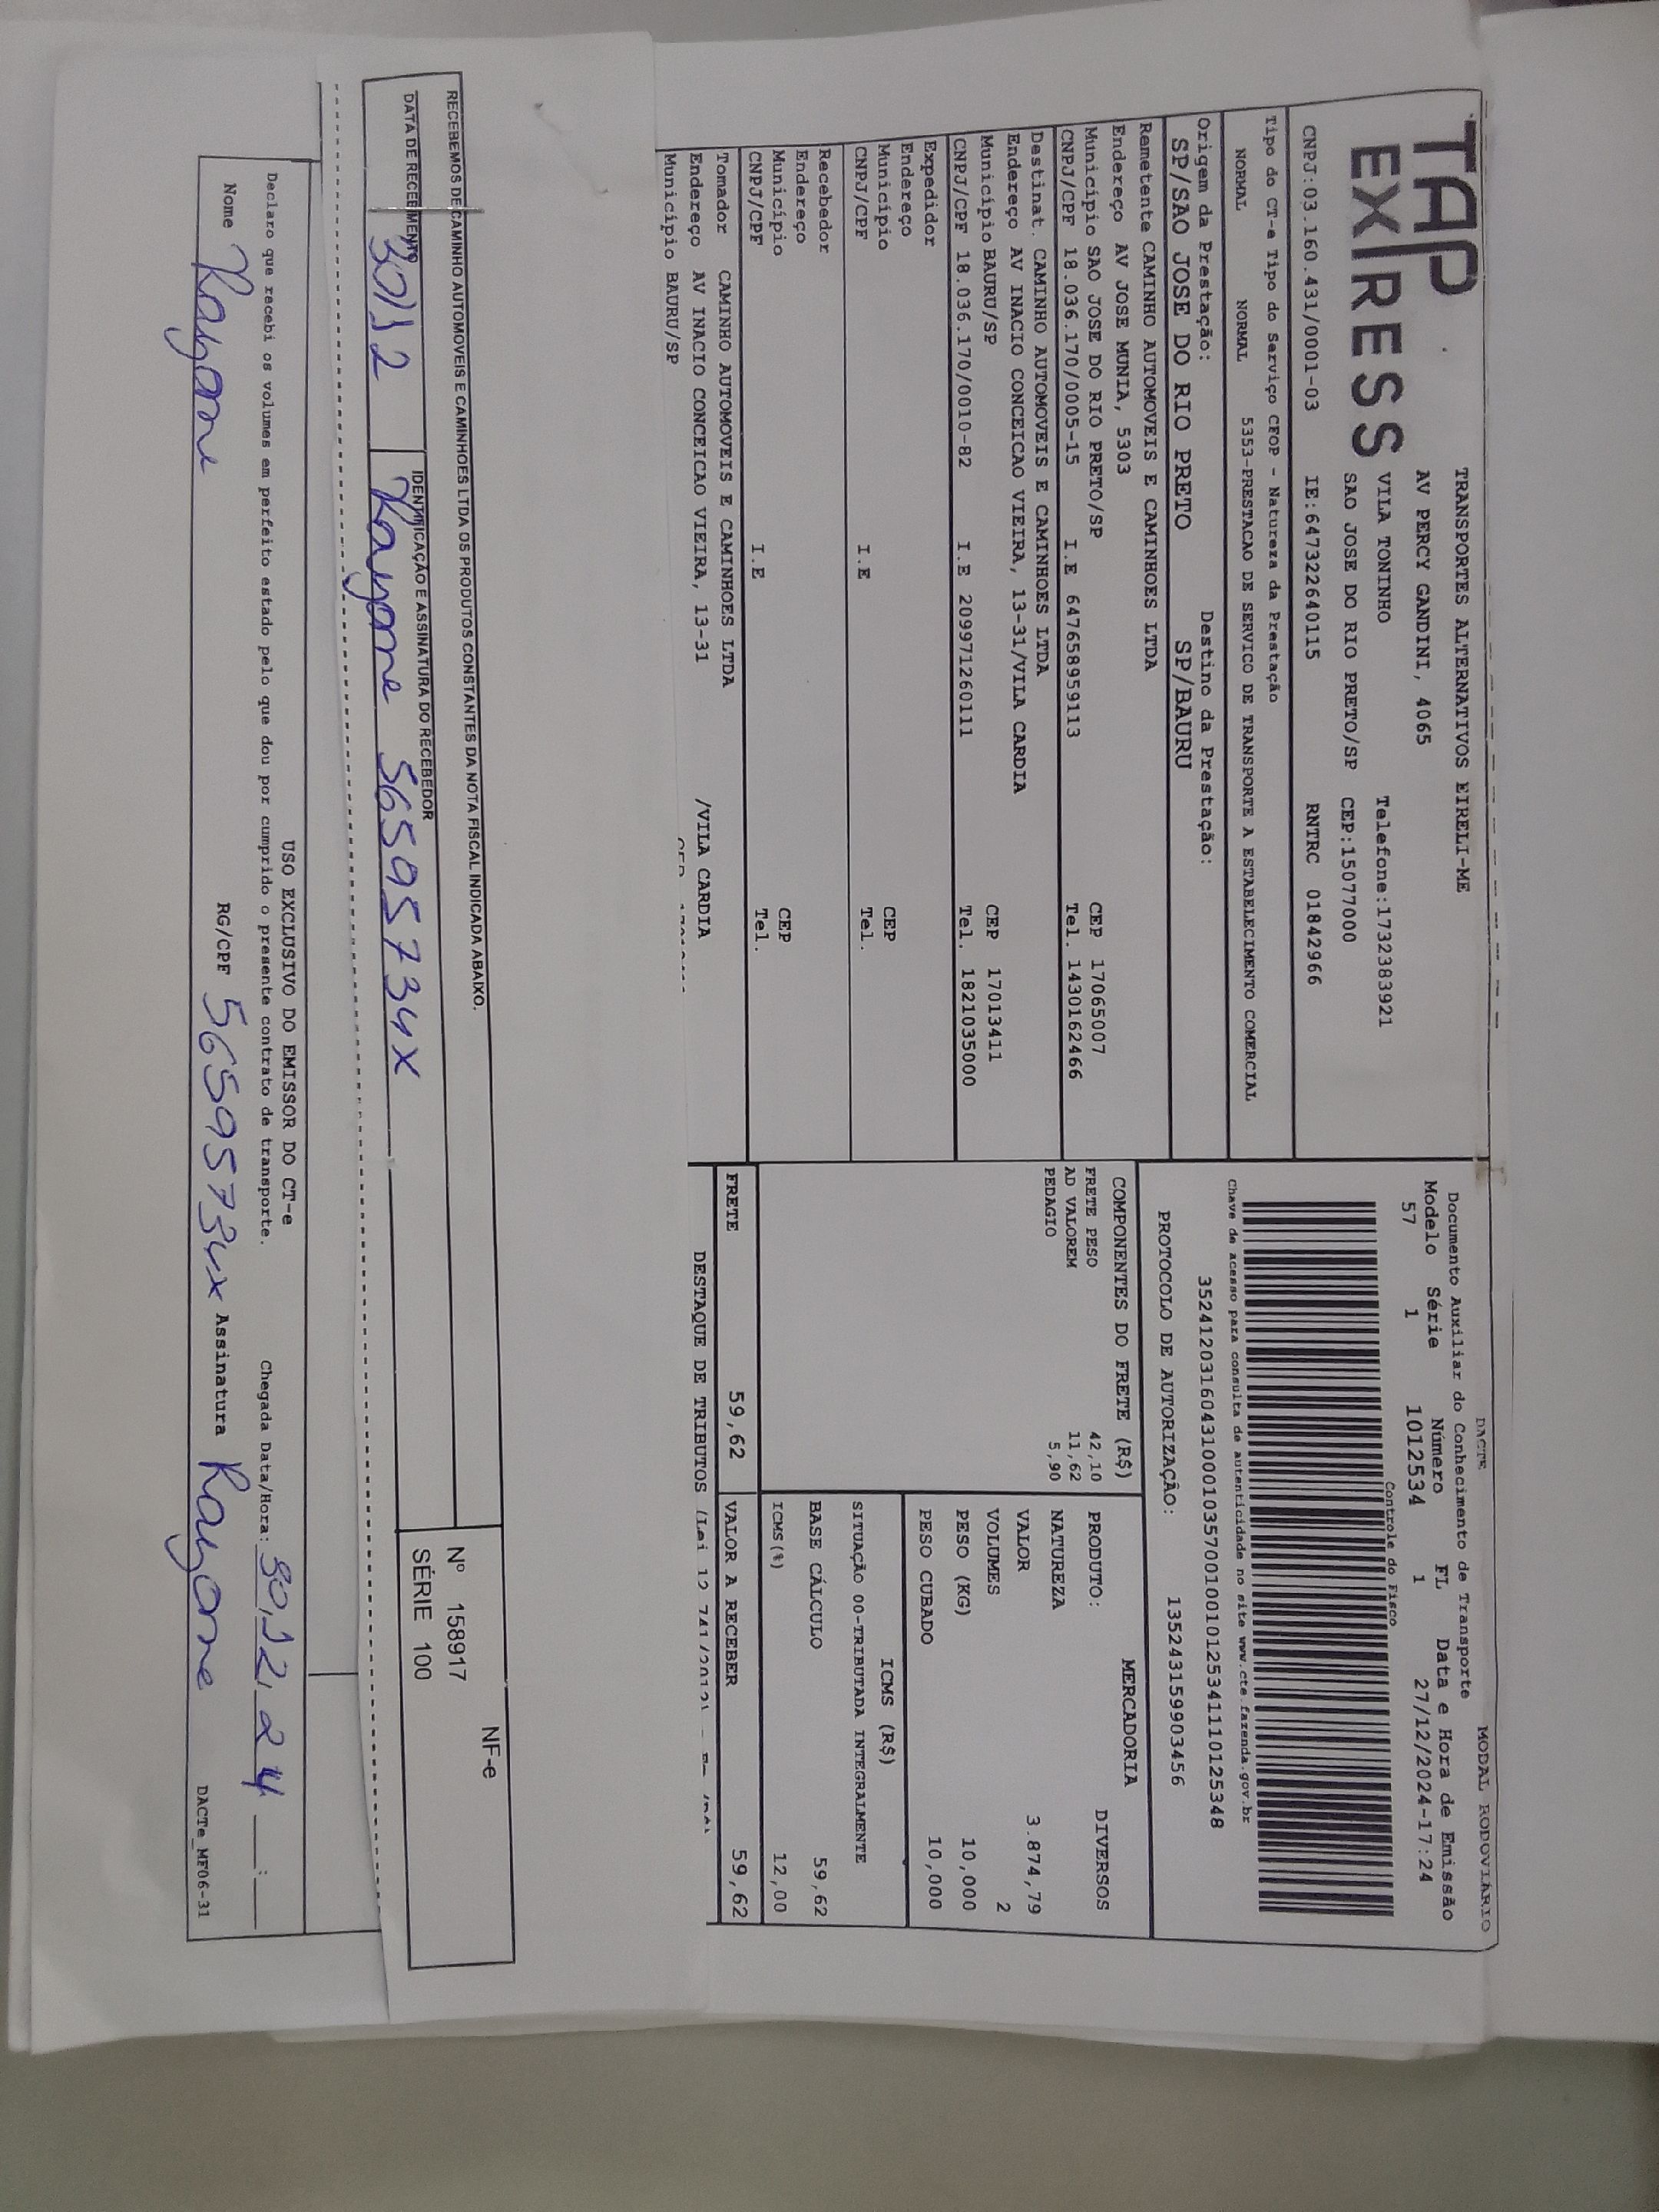 TAP
EXPRESS
TRANSPORTES ALTERNATIVOS EIRELI-ME
AV PERCY GANDINI, 4065
VILA TONINHO Telefone:1732383921
SAO JOSE DO RIO PRETO/SP CEP:15077000
CNPJ:03.160.431/0001-03 IE:647322640115 RNTRC 01842966
Tipo do CT-e Tipo do Serviço CFOP - Natureza da Prestação
NORMAL NORMAL 5353-PRESTACAO DE SERVICO DE TRANSPORTE A ESTABELECIMENTO COMERCIAL
Origem da Prestação: Destino da Prestação:
SP/SAO JOSE DO RIO PRETO SP/BAURU
Remetente CAMINHO AUTOMOVEIS E CAMINHOES LTDA
Endereço AV JOSE MUNIA, 5303
Município SAO JOSE DO RIO PRETO/SP CEP 17065007
CNPJ/CPF 18.036.170/0005-15 I.E 647658959113 Tel. 1430162466
Destinat. CAMINHO AUTOMOVEIS E CAMINHOES LTDA
Endereço AV INACIO CONCEICAO VIEIRA, 13-31/VILA CARDIA
Município BAURU/SP CEP 17013411
CNPJ/CPF 18.036.170/0010-82 I.E 209971260111 Tel. 1821035000
Expedidor
Endereço
Município CEP
CNPJ/CPF I.E Tel.
Recebedor
Endereço
Município CEP
CNPJ/CPF I.E Tel.
Tomador CAMINHO AUTOMOVEIS E CAMINHOES LTDA
Endereço AV INACIO CONCEICAO VIEIRA, 13-31 /VILA CARDIA
Município BAURU/SP
DACTE MODAL RODOVIÁRIO
Documento Auxiliar do Conhecimento de Transporte
Modelo Série Número FL Data e Hora de Emissão
57 1 1012534 1 27/12/2024-17:24
Controle do Fisco
Chave de acesso para consulta de autenticidade no site www.cte.fazenda.gov.br
35241203160431000103570010010125341110125348
PROTOCOLO DE AUTORIZAÇÃO: 135243159903456
COMPONENTES DO FRETE (R$)
FRETE PESO 42,10
AD VALOREM 11,62
PEDAGIO 5,90
MERCADORIA
PRODUTO: DIVERSOS
NATUREZA
VALOR 3.874,79
VOLUMES 2
PESO (KG) 10,000
PESO CUBADO 10,000
ICMS (R$)
SITUAÇÃO 00-TRIBUTADA INTEGRALMENTE
BASE CÁLCULO 59,62
ICMS(%) 12,00
FRETE 59,62 VALOR A RECEBER 59,62
DESTAQUE DE TRIBUTOS (Lei 12.741/2012)
RECEBEMOS DE CAMINHO AUTOMOVEIS E CAMINHOES LTDA OS PRODUTOS CONSTANTES DA NOTA FISCAL INDICADA ABAIXO.
DATA DE RECEBIMENTO IDENTIFICAÇÃO E ASSINATURA DO RECEBEDOR
30/12 Rayane 56595734x
NF-e
Nº 158917
SÉRIE 100
USO EXCLUSIVO DO EMISSOR DO CT-e
Declaro que recebi os volumes em perfeito estado pelo que dou por cumprido o presente contrato de transporte. Chegada Data/Hora: 30,12,24 __:__
Nome Rayane RG/CPF 56595734x Assinatura Rayane
DACTe_MF06-31